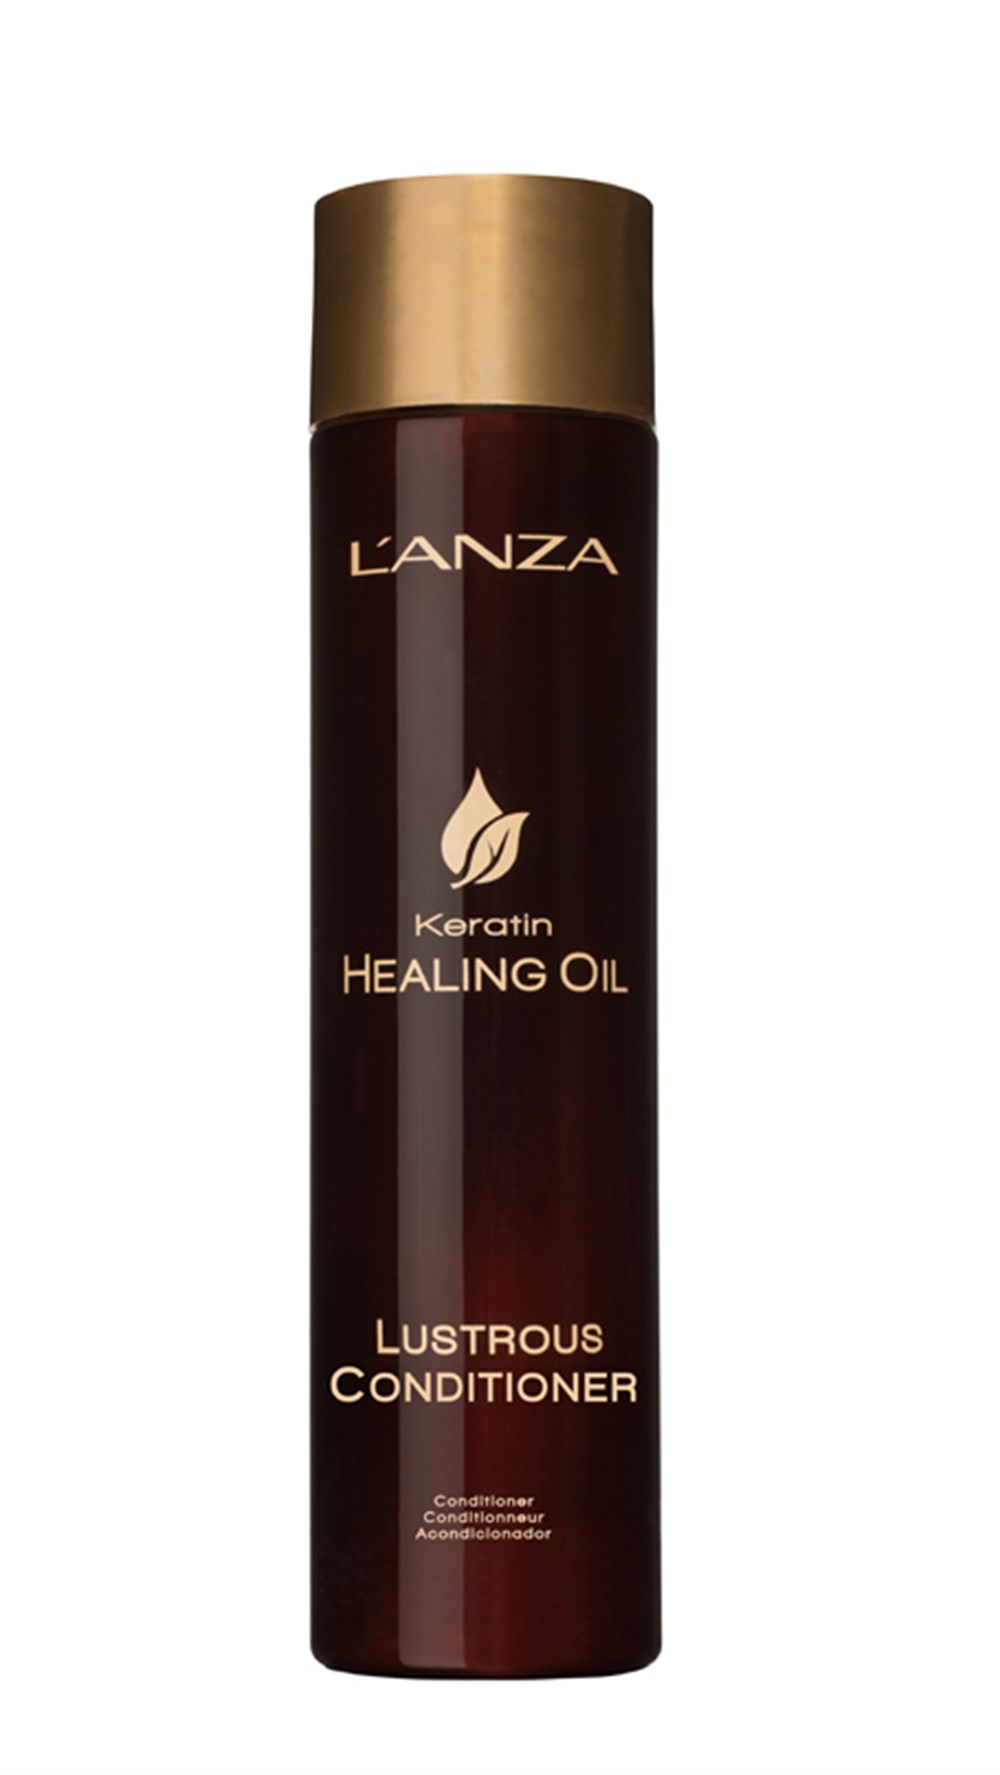 L'ANZA
Keratin
HEALING OIL
LUSTROUS
CONDITIONER
Conditioner
Conditionneur
Acondicionador